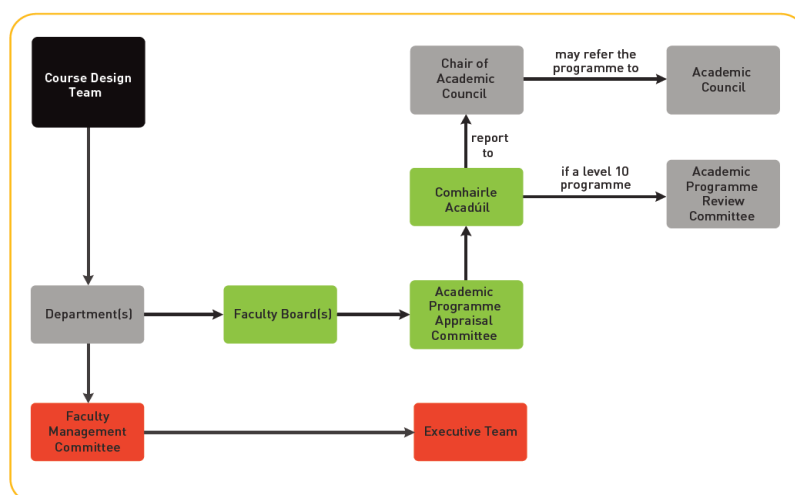 Course Design
Team
Chair of
Academic
Council
may refer the
programme to
Academic
Council
report
to
Comhairle
Acadúil
if a level 10
programme
Academic
Programme
Review
Committee
Department(s)
Faculty Board(s)
Academic
Programme
Appraisal
Committee
Faculty
Management
Committee
Executive Team